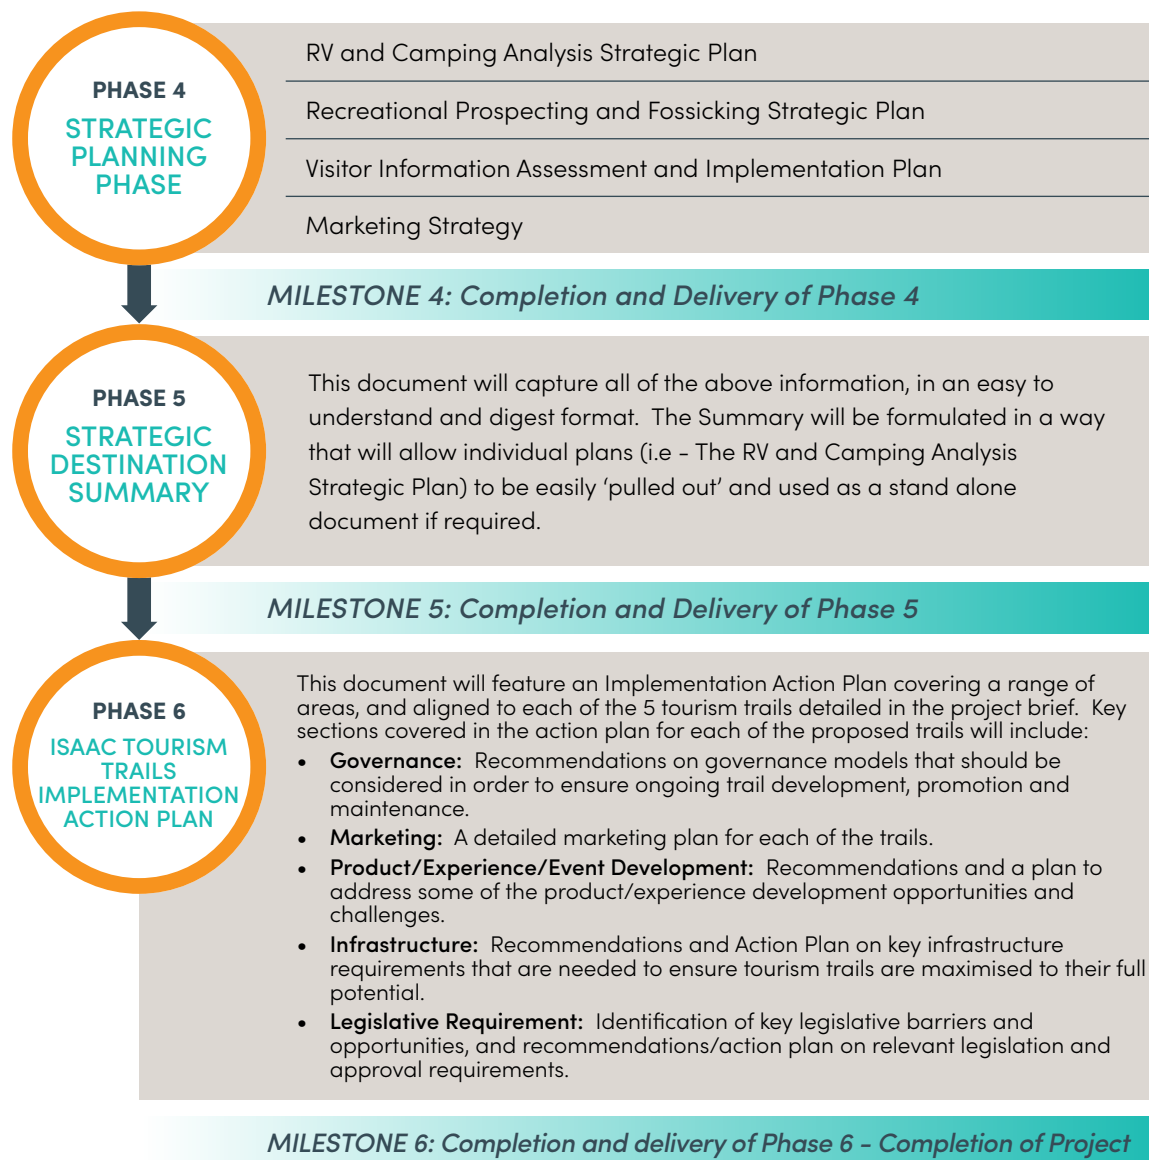 PHASE 4
STRATEGIC
PLANNING
PHASE
RV and Camping Analysis Strategic Plan
Recreational Prospecting and Fossicking Strategic Plan
Visitor Information Assessment and Implementation Plan
Marketing Strategy
MILESTONE 4: Completion and Delivery of Phase 4
PHASE 5
STRATEGIC
DESTINATION
SUMMARY
This document will capture all of the above information, in an easy to
understand and digest format.  The Summary will be formulated in a way
that will allow individual plans (i.e - The RV and Camping Analysis
Strategic Plan) to be easily ‘pulled out’ and used as a stand alone
document if required.
MILESTONE 5: Completion and Delivery of Phase 5
PHASE 6
ISAAC TOURISM
TRAILS
IMPLEMENTATION
ACTION PLAN
This document will feature an Implementation Action Plan covering a range of
areas, and aligned to each of the 5 tourism trails detailed in the project brief.  Key
sections covered in the action plan for each of the proposed trails will include:
• Governance:  Recommendations on governance models that should be
considered in order to ensure ongoing trail development, promotion and
maintenance.
• Marketing:  A detailed marketing plan for each of the trails.
• Product/Experience/Event Development:  Recommendations and a plan to
address some of the product/experience development opportunities and
challenges.
• Infrastructure:  Recommendations and Action Plan on key infrastructure
requirements that are needed to ensure tourism trails are maximised to their full
potential.
• Legislative Requirement:  Identification of key legislative barriers and
opportunities, and recommendations/action plan on relevant legislation and
approval requirements.
MILESTONE 6: Completion and delivery of Phase 6 - Completion of Project